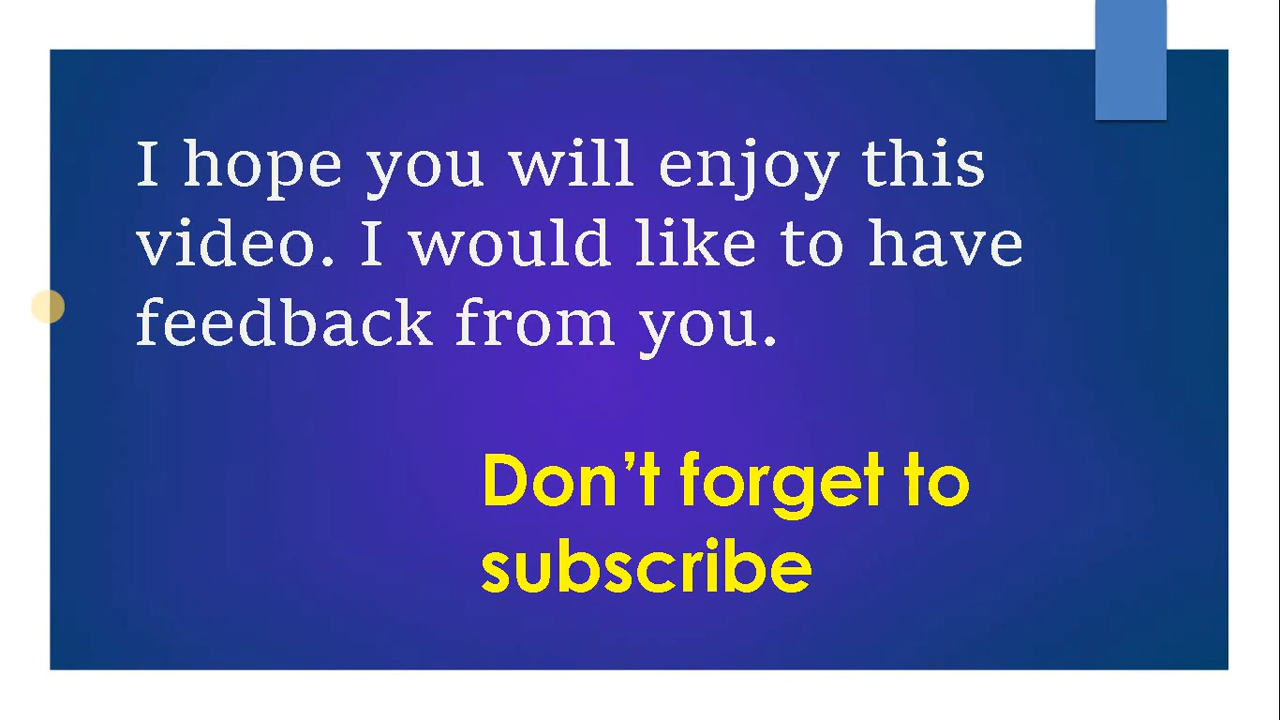 I hope you will enjoy this
video. I would like to have
feedback from you.
Don’t forget to
subscribe